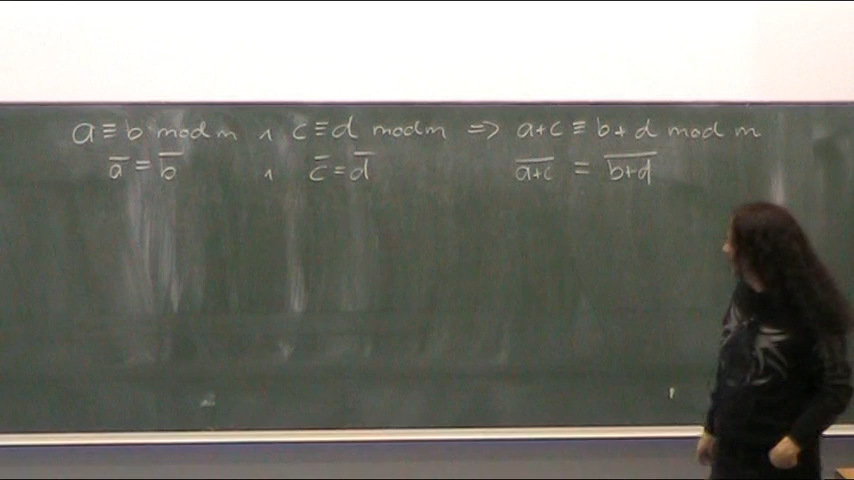 a ≡ b mod m ∧ c ≡ d mod m => a+c ≡ b+d mod m
a̅ = b̅ ∧ c̅ = d̅ a̅+̅c̅ = b̅+̅d̅